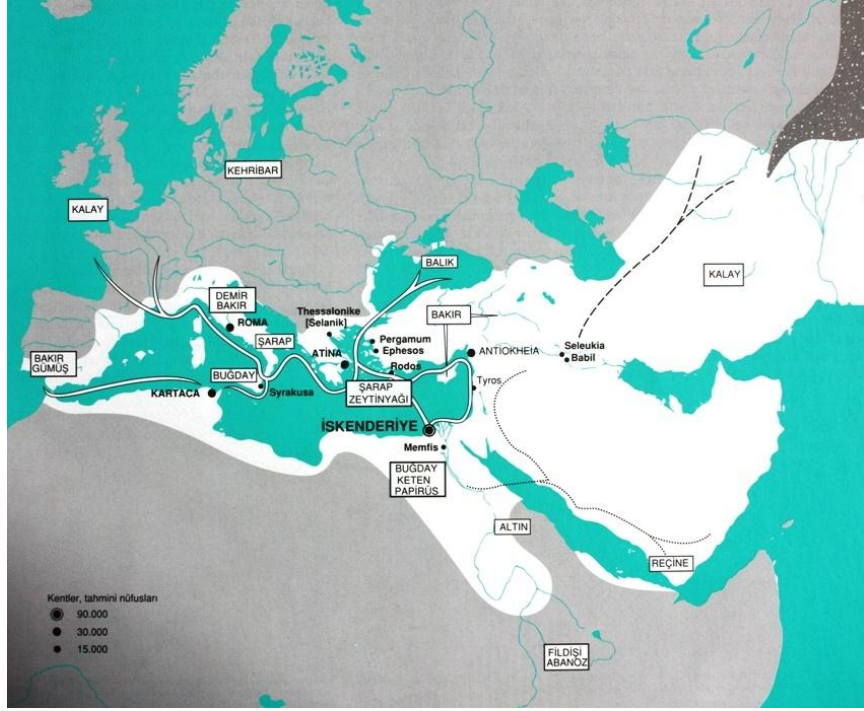 KEHRİBAR
KALAY
BALIK
KALAY
DEMİR
BAKIR
ROMA
Thessalonike
[Selanik]
BAKIR
ŞARAP
Pergamum
Ephesos
ATİNA
ANTIOKHEİA
Seleukia
Babil
BAKIR
GÜMÜŞ
BUĞDAY
Rodos
KARTACA
Syrakusa
ŞARAP
ZEYTİNYAĞI
Tyros
İSKENDERİYE
Memfis
BUĞDAY
KETEN
PAPİRÜS
ALTIN
REÇİNE
Kentler, tahmini nüfusları
90.000
30.000
15.000
FİLDİŞİ
ABANOZ